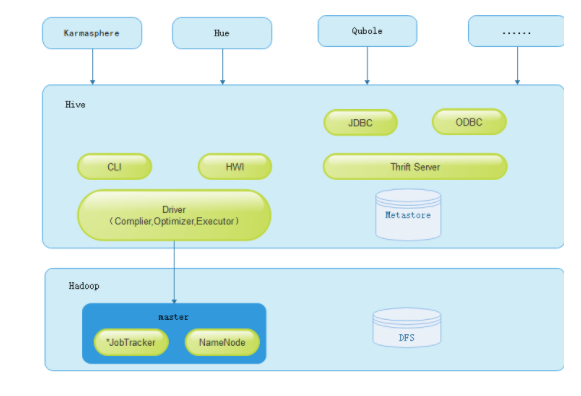 Karmasphere
Hue
Qubole
......
Hive
JDBC
ODBC
CLI
HWI
Thrift Server
Driver
(Complier,Optimizer,Executor)
Metastore
Hadoop
master
*JobTracker
NameNode
DFS